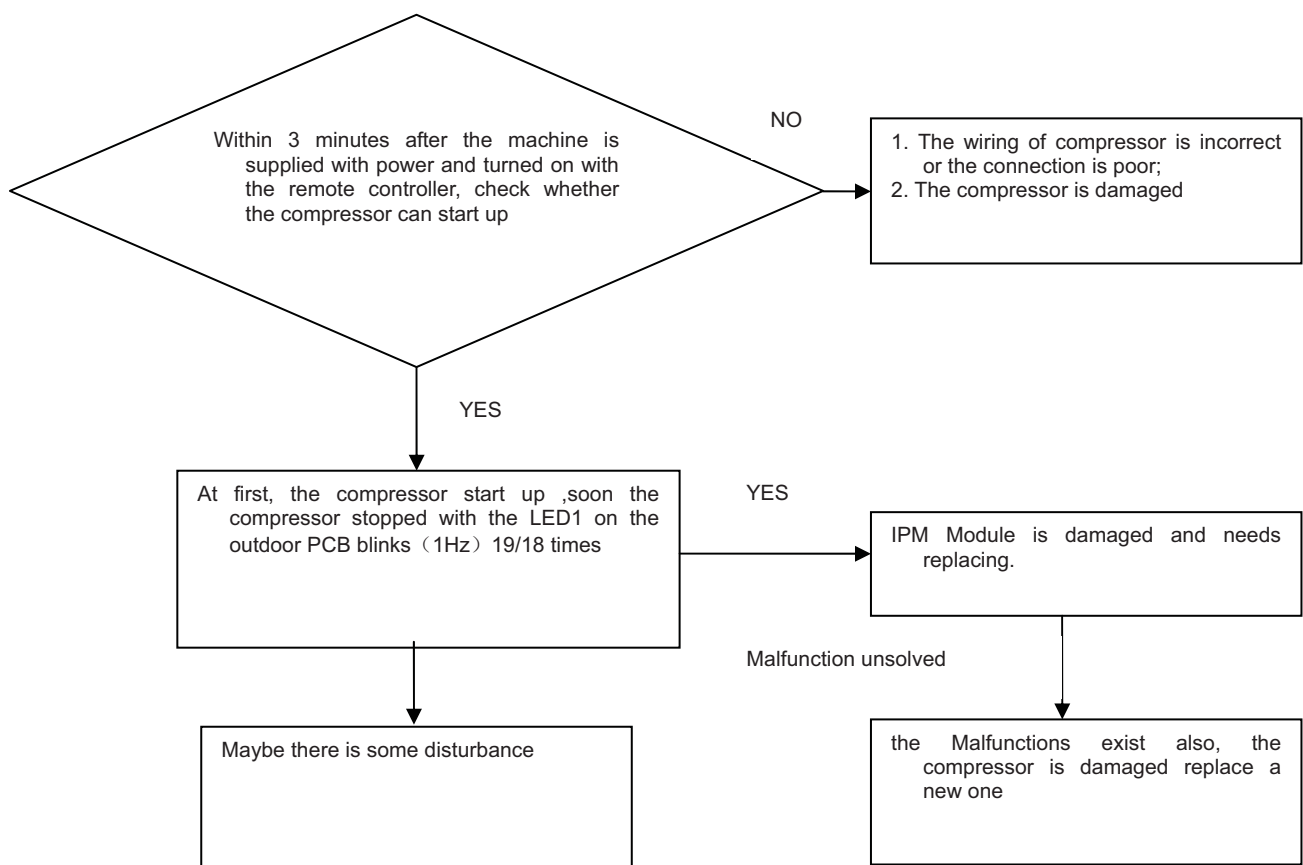 Within 3 minutes after the machine is
supplied with power and turned on with
the remote controller, check whether
the compressor can start up
NO
1. The wiring of compressor is incorrect
or the connection is poor;
2. The compressor is damaged
YES
At first, the compressor start up ,soon the
compressor stopped with the LED1 on the
outdoor PCB blinks（1Hz）19/18 times
YES
IPM Module is damaged and needs
replacing.
Malfunction unsolved
Maybe there is some disturbance
the Malfunctions exist also, the
compressor is damaged replace a
new one